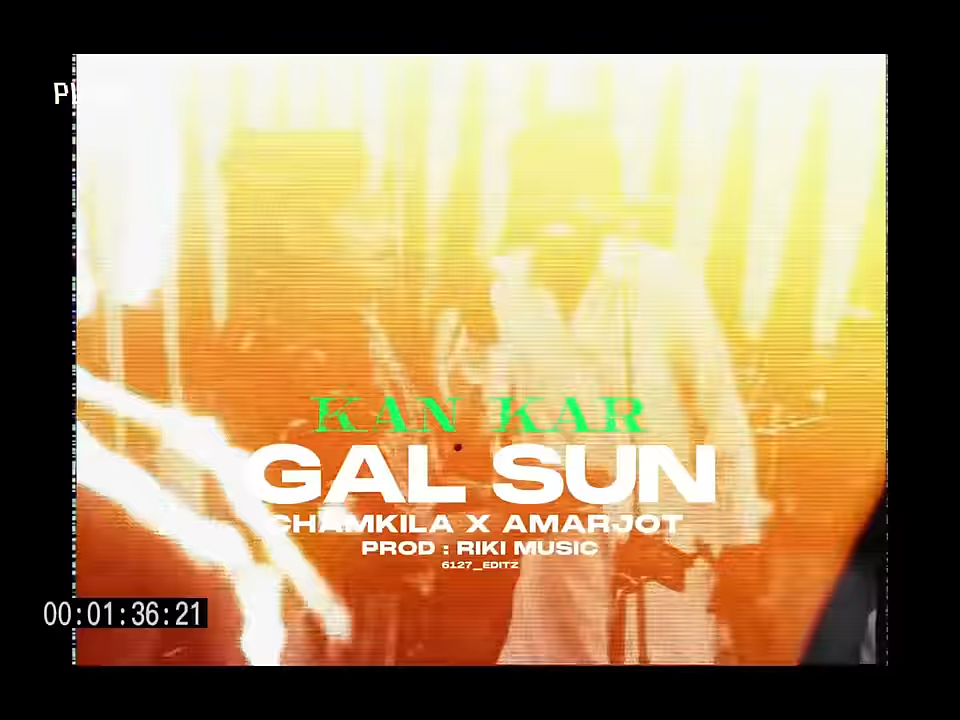 KAN KAR
GAL SUN
CHAMKILA X AMARJOT
PROD : RIKI MUSIC
6127_EDITZ
00:01:36:21